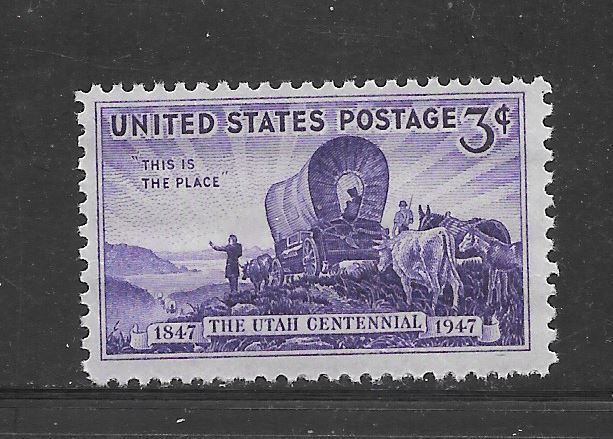 UNITED STATES POSTAGE 3¢
"THIS IS
THE PLACE"
1847 THE UTAH CENTENNIAL 1947